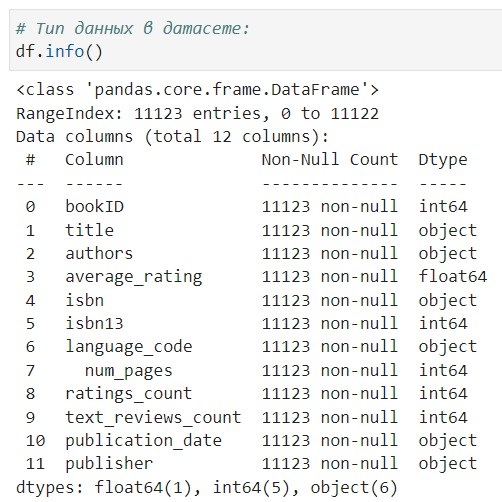 # Тип данных в датасете:
df.info()
<class 'pandas.core.frame.DataFrame'>
RangeIndex: 11123 entries, 0 to 11122
Data columns (total 12 columns):
 #   Column              Non-Null Count  Dtype
---  ------              --------------  -----
 0   bookID              11123 non-null  int64
 1   title               11123 non-null  object
 2   authors             11123 non-null  object
 3   average_rating      11123 non-null  float64
 4   isbn                11123 non-null  object
 5   isbn13              11123 non-null  int64
 6   language_code       11123 non-null  object
 7     num_pages         11123 non-null  int64
 8   ratings_count       11123 non-null  int64
 9   text_reviews_count  11123 non-null  int64
 10  publication_date    11123 non-null  object
 11  publisher           11123 non-null  object
dtypes: float64(1), int64(5), object(6)